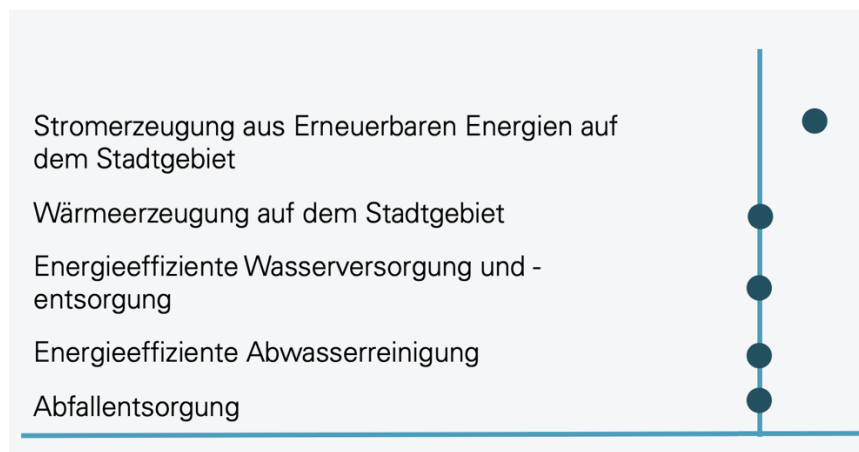 Stromerzeugung aus Erneuerbaren Energien auf
dem Stadtgebiet
Wärmeerzeugung auf dem Stadtgebiet
Energieeffiziente Wasserversorgung und -
entsorgung
Energieeffiziente Abwasserreinigung
Abfallentsorgung